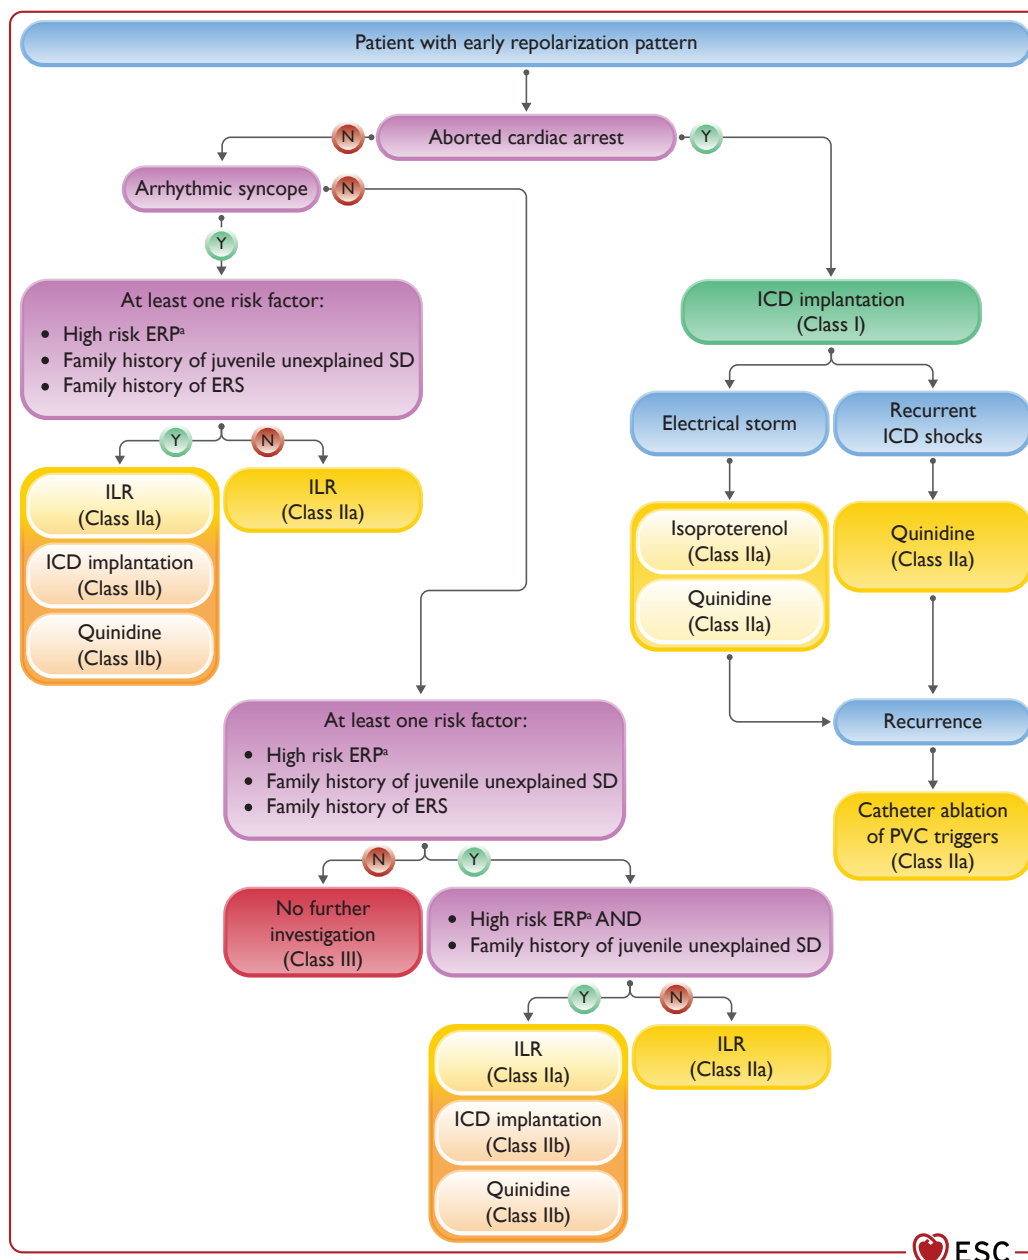 Patient with early repolarization pattern
Aborted cardiac arrest
N
Y
Arrhythmic syncope
N
Y
At least one risk factor:
• High risk ERPª
• Family history of juvenile unexplained SD
• Family history of ERS
Y
N
ILR
(Class IIa)
ICD implantation
(Class IIb)
Quinidine
(Class IIb)
ILR
(Class IIa)
ICD implantation
(Class I)
Electrical storm
Recurrent
ICD shocks
Isoproterenol
(Class IIa)
Quinidine
(Class IIa)
Quinidine
(Class IIa)
Recurrence
Catheter ablation
of PVC triggers
(Class IIa)
At least one risk factor:
• High risk ERPª
• Family history of juvenile unexplained SD
• Family history of ERS
N
Y
No further
investigation
(Class III)
• High risk ERPª AND
• Family history of juvenile unexplained SD
Y
N
ILR
(Class IIa)
ICD implantation
(Class IIb)
Quinidine
(Class IIb)
ILR
(Class IIa)
ESC